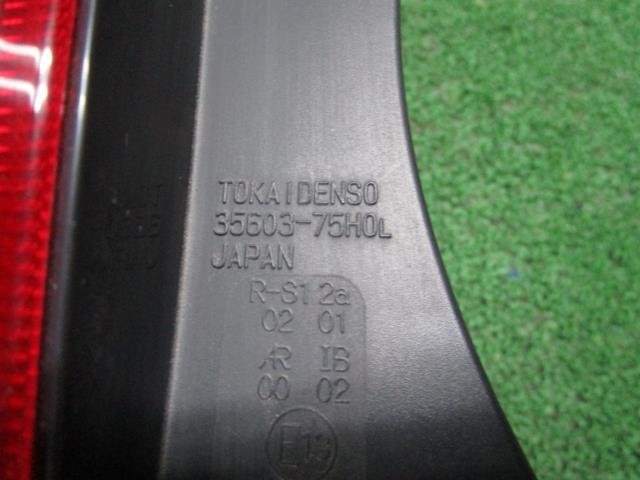 TOKAIDENSO
35603-75H0L
JAPAN
R-S1 2a
02 01
AR IB
00 02
E13